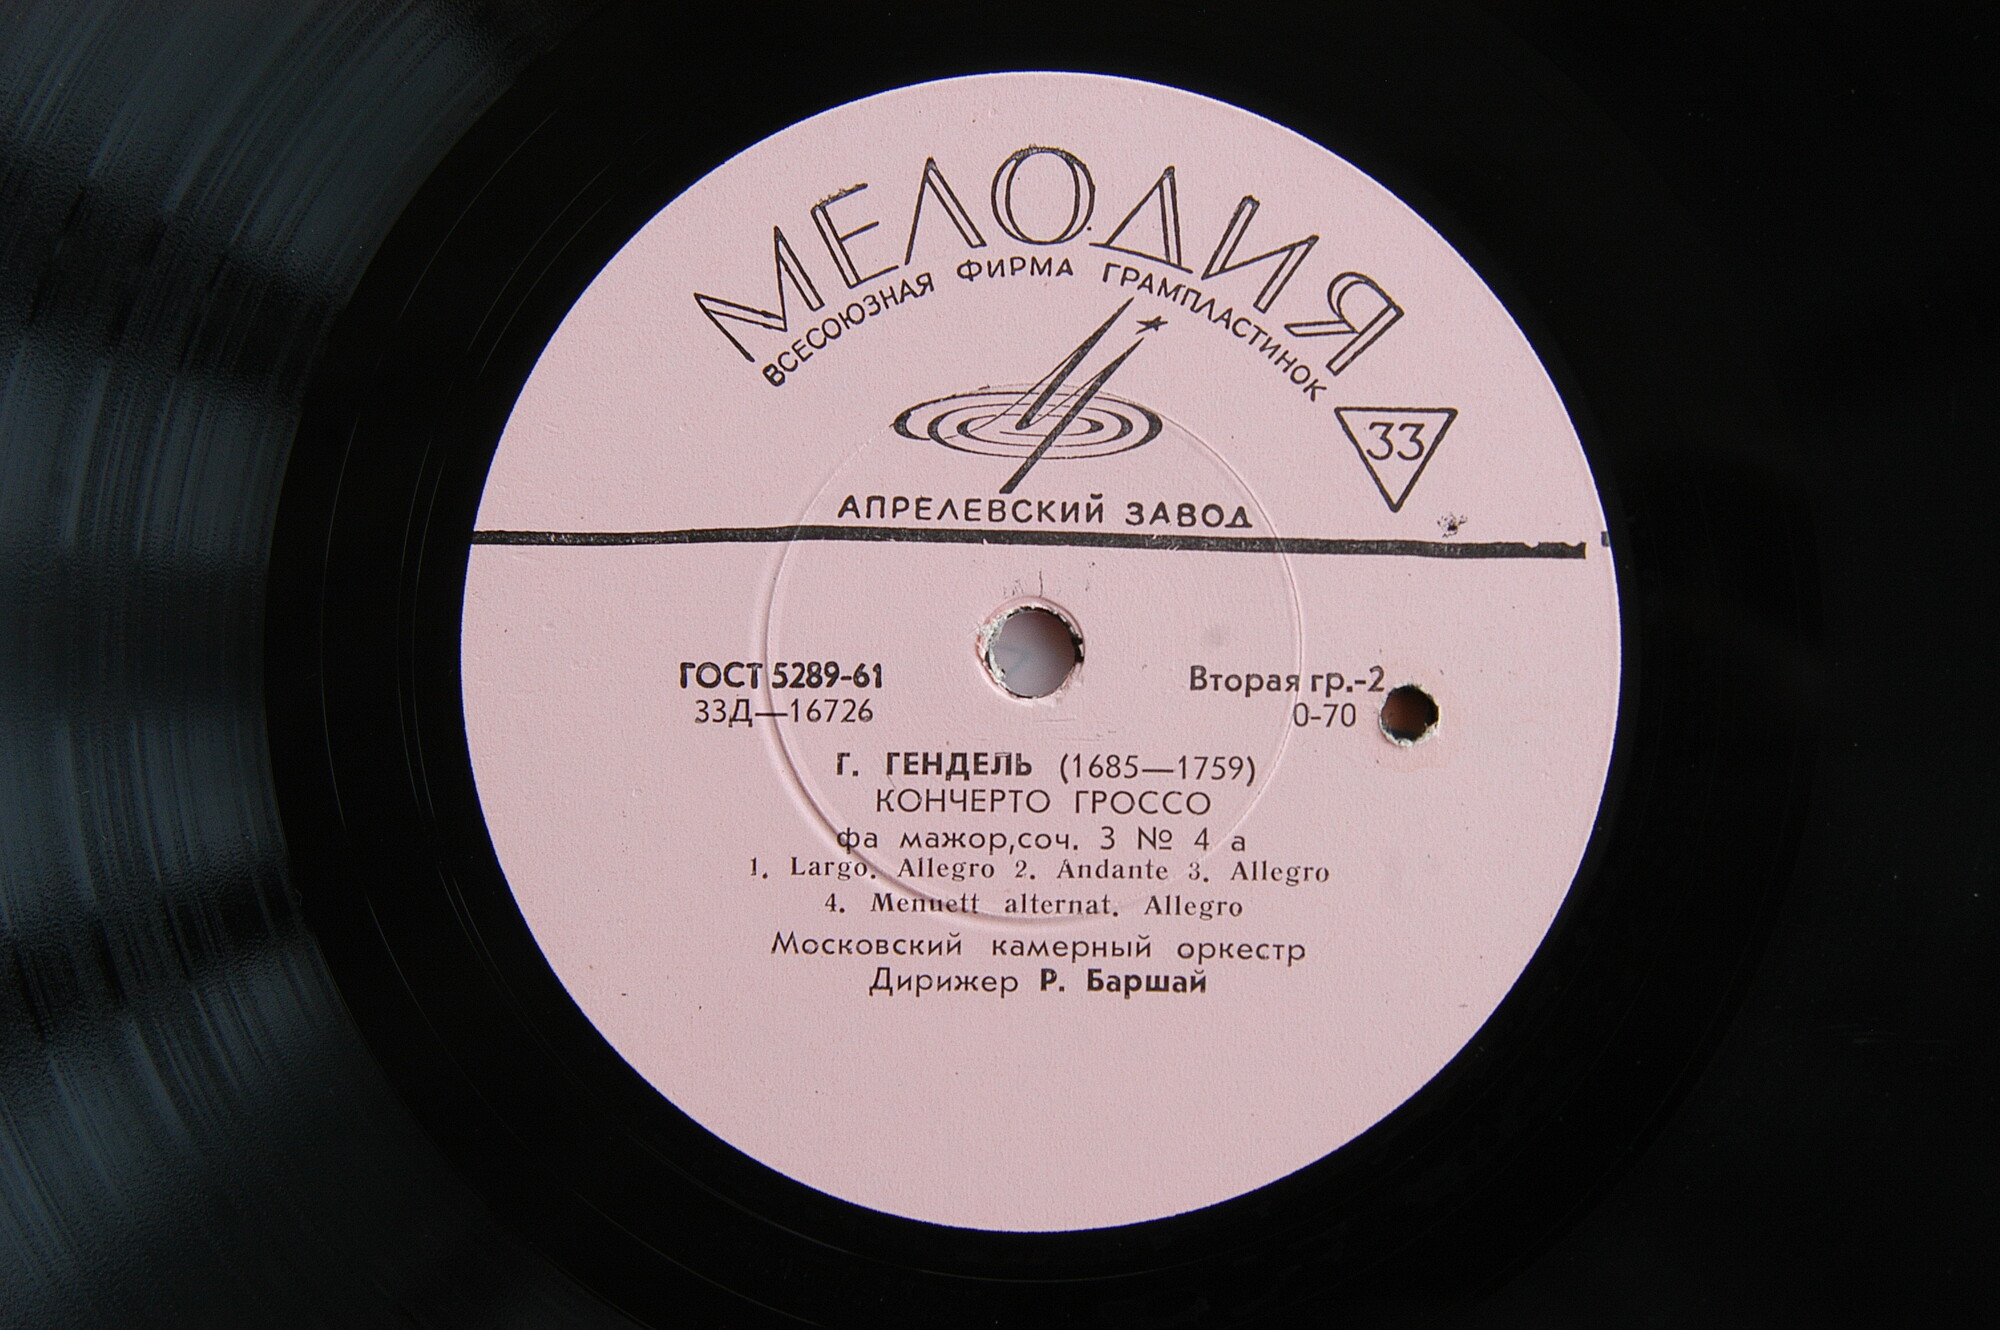 МЕЛОДИЯ
ВСЕСОЮЗНАЯ ФИРМА ГРАМПЛАСТИНОК
33
АПРЕЛЕВСКИЙ ЗАВОД
ГОСТ 5289-61
33Д—16726
Вторая гр.-2
0-70
Г. ГЕНДЕЛЬ (1685—1759)
КОНЧЕРТО ГРОССО
фа мажор,соч. 3 № 4 а
1. Largo. Allegro 2. Andante 3. Allegro
4. Menuett alternat. Allegro
Московский камерный оркестр
Дирижер Р. Баршай